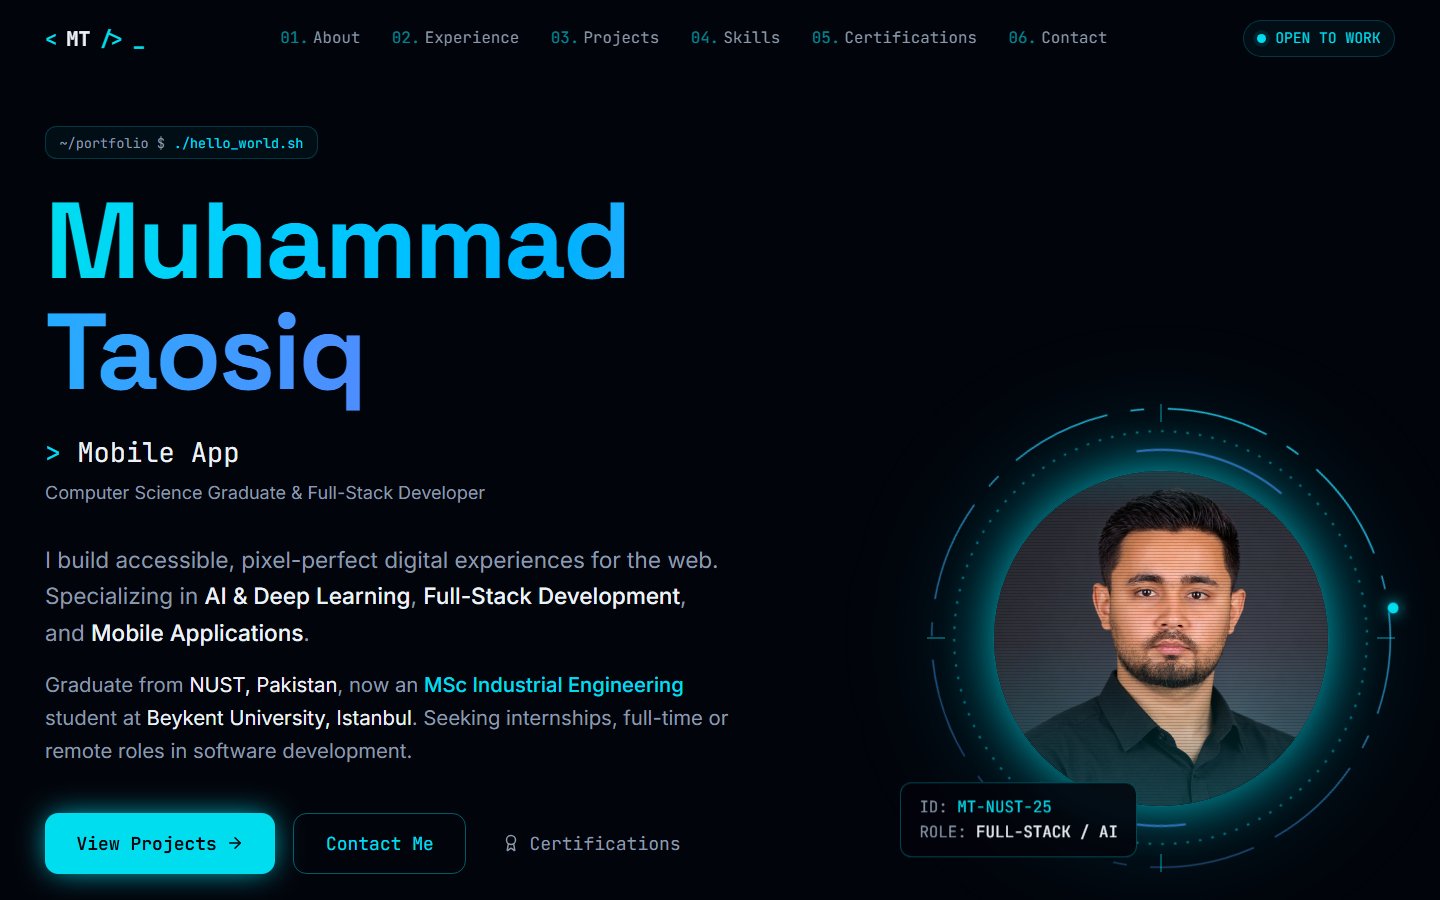 < MT /> _
01. About
02. Experience
03. Projects
04. Skills
05. Certifications
06. Contact
OPEN TO WORK
~/portfolio $ ./hello_world.sh
Muhammad
Taosiq
> Mobile App
Computer Science Graduate & Full-Stack Developer
I build accessible, pixel-perfect digital experiences for the web.
Specializing in AI & Deep Learning, Full-Stack Development,
and Mobile Applications.
Graduate from NUST, Pakistan, now an MSc Industrial Engineering
student at Beykent University, Istanbul. Seeking internships, full-time or
remote roles in software development.
View Projects →
Contact Me
Certifications
ID: MT-NUST-25
ROLE: FULL-STACK / AI